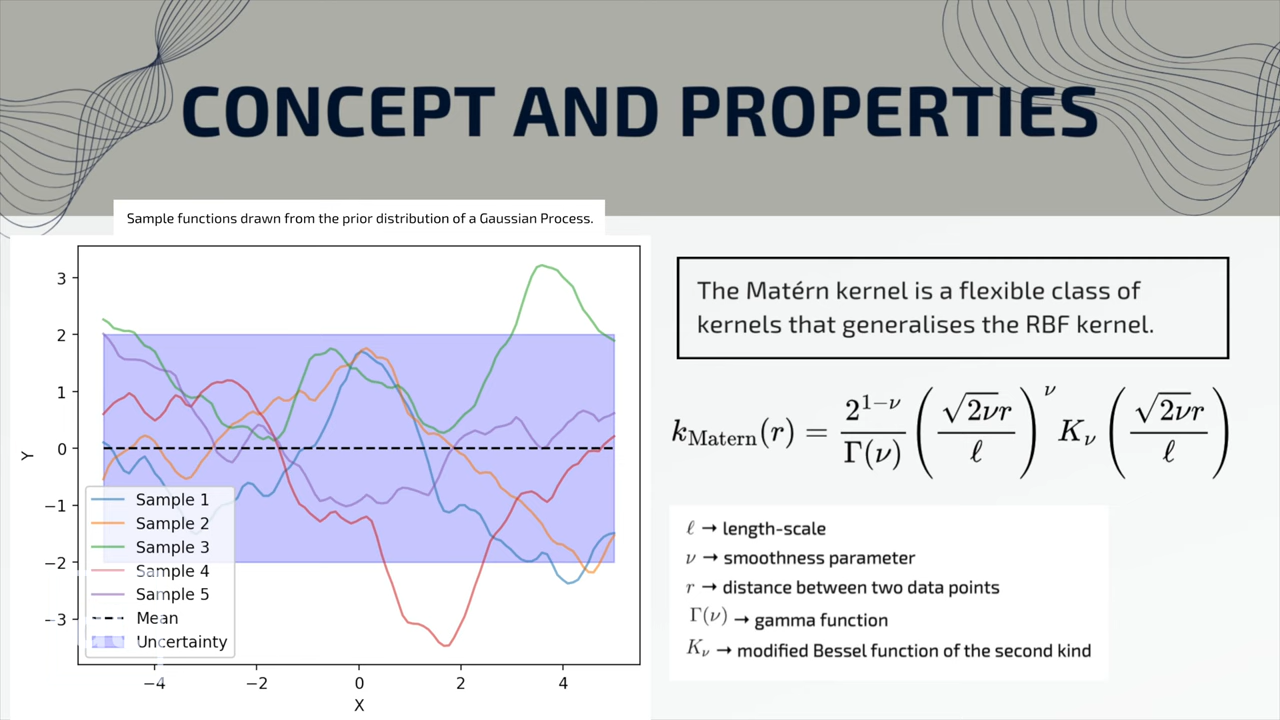 CONCEPT AND PROPERTIES
Sample functions drawn from the prior distribution of a Gaussian Process.
3
2
1
0
−1
−2
−3
Y
Sample 1
Sample 2
Sample 3
Sample 4
Sample 5
Mean
Uncertainty
−4 −2 0 2 4
X
The Matérn kernel is a flexible class of
kernels that generalises the RBF kernel.
k_Matern(r) = 2^{1−ν}/Γ(ν) (√2νr/ℓ)^ν K_ν (√2νr/ℓ)
ℓ → length-scale
ν → smoothness parameter
r → distance between two data points
Γ(ν) → gamma function
K_ν → modified Bessel function of the second kind